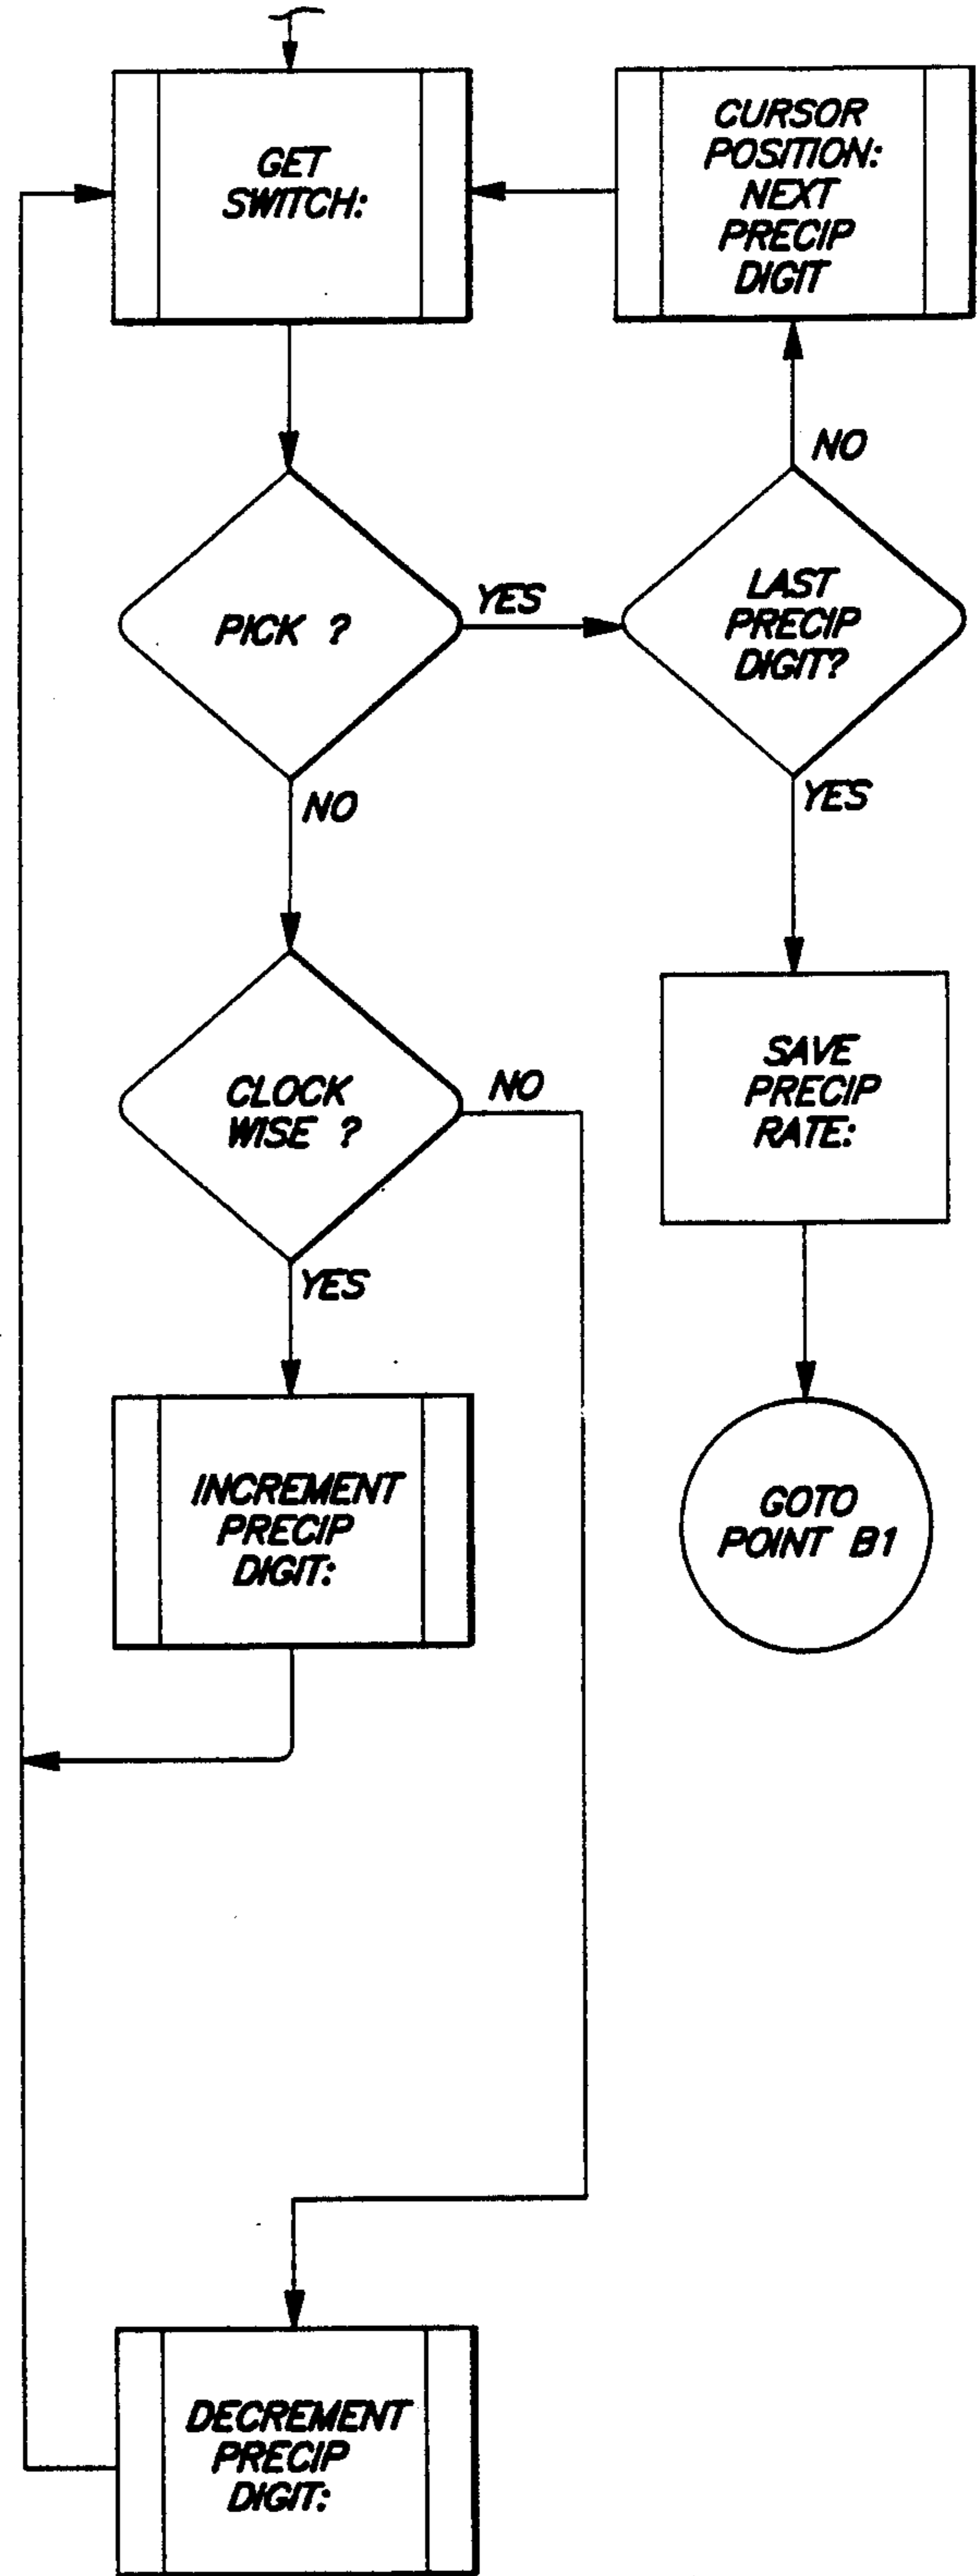 GET
SWITCH:
CURSOR
POSITION:
NEXT
PRECIP
DIGIT
NO
PICK ?
YES
LAST
PRECIP
DIGIT?
NO
YES
CLOCK
WISE ?
NO
SAVE
PRECIP
RATE:
YES
INCREMENT
PRECIP
DIGIT:
GOTO
POINT B1
DECREMENT
PRECIP
DIGIT: